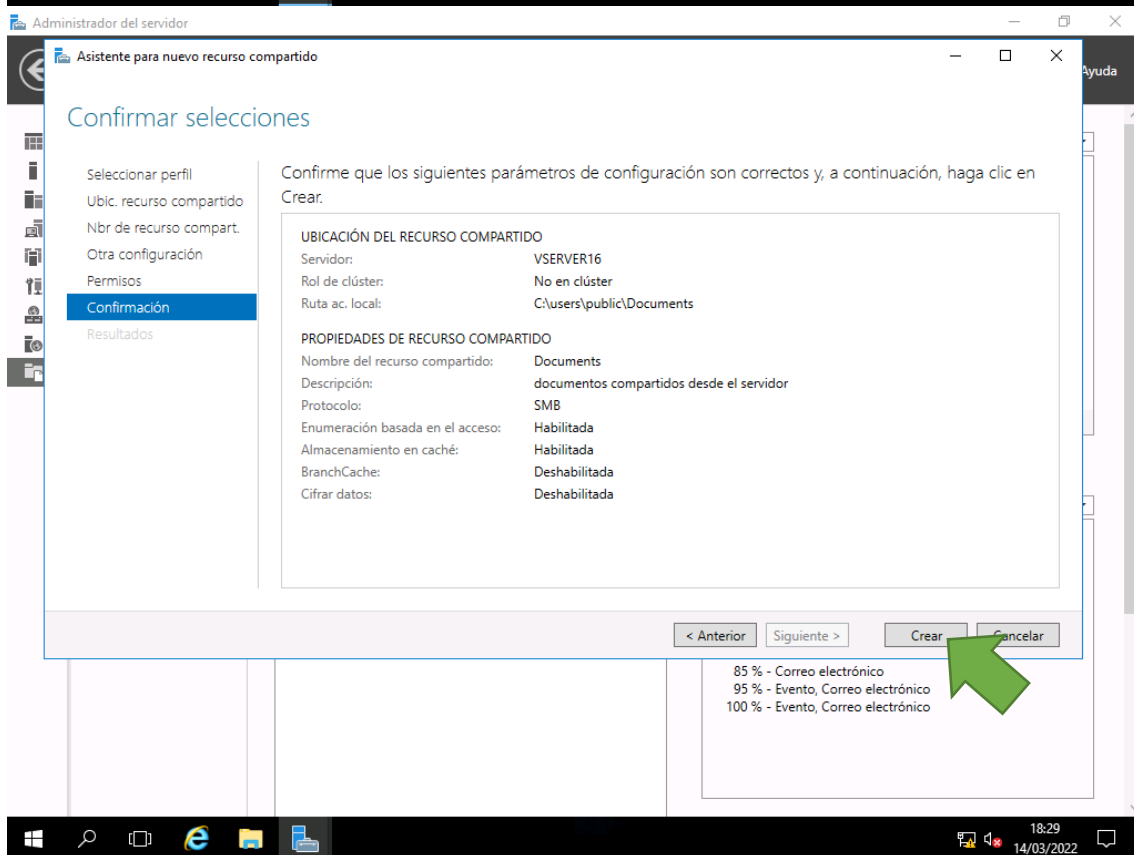 Administrador del servidor
Asistente para nuevo recurso compartido
Ayuda
Confirmar selecciones
Seleccionar perfil
Ubic. recurso compartido
Nbr de recurso compart.
Otra configuración
Permisos
Confirmación
Resultados
Confirme que los siguientes parámetros de configuración son correctos y, a continuación, haga clic en
Crear.
UBICACIÓN DEL RECURSO COMPARTIDO
Servidor: VSERVER16
Rol de clúster: No en clúster
Ruta ac. local: C:\users\public\Documents
PROPIEDADES DE RECURSO COMPARTIDO
Nombre del recurso compartido: Documents
Descripción: documentos compartidos desde el servidor
Protocolo: SMB
Enumeración basada en el acceso: Habilitada
Almacenamiento en caché: Habilitada
BranchCache: Deshabilitada
Cifrar datos: Deshabilitada
< Anterior Siguiente > Crear Cancelar
85 % - Correo electrónico
95 % - Evento, Correo electrónico
100 % - Evento, Correo electrónico
18:29
14/03/2022